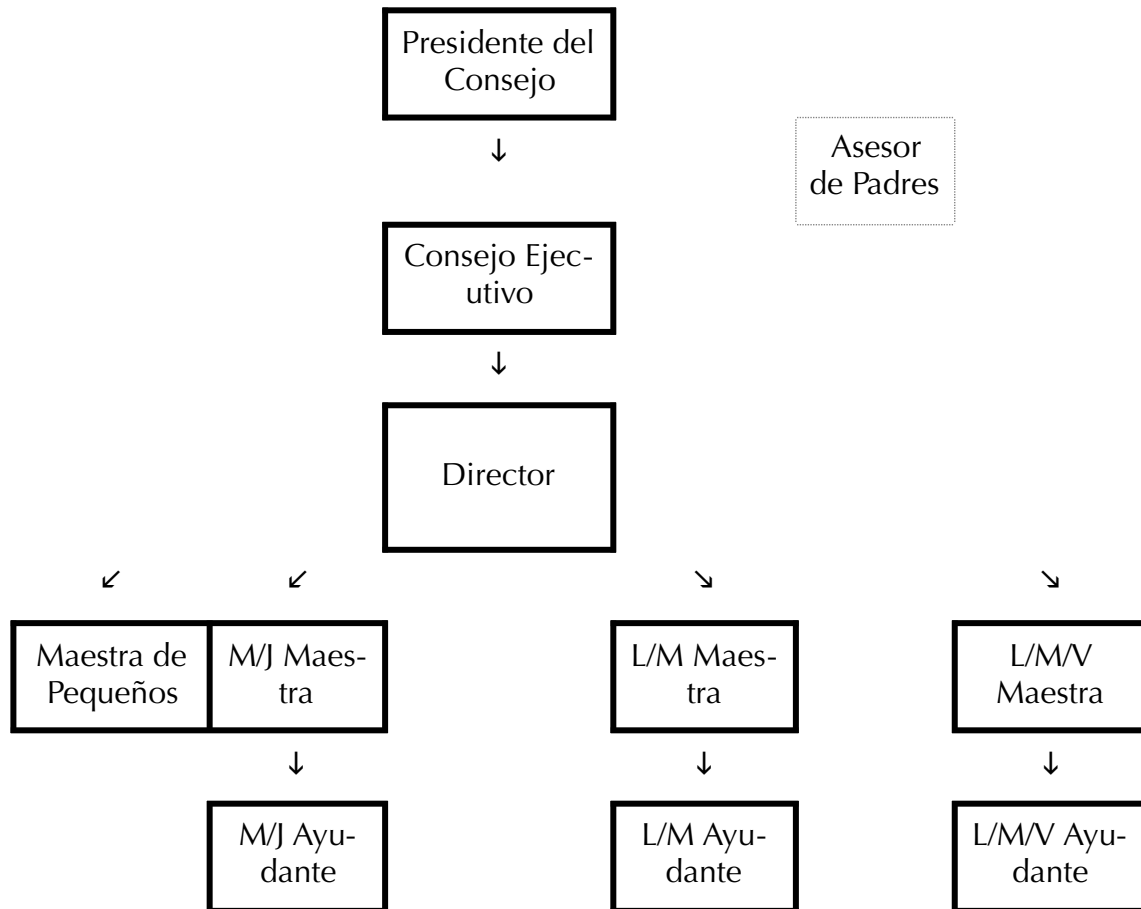 Presidente del
Consejo
↓
Asesor
de Padres
Consejo Ejec-
utivo
↓
Director
↙ ↙ ↘ ↘
Maestra de
Pequeños
M/J Maes-
tra
L/M Maes-
tra
L/M/V
Maestra
↓ ↓ ↓
M/J Ayu-
dante
L/M Ayu-
dante
L/M/V Ayu-
dante